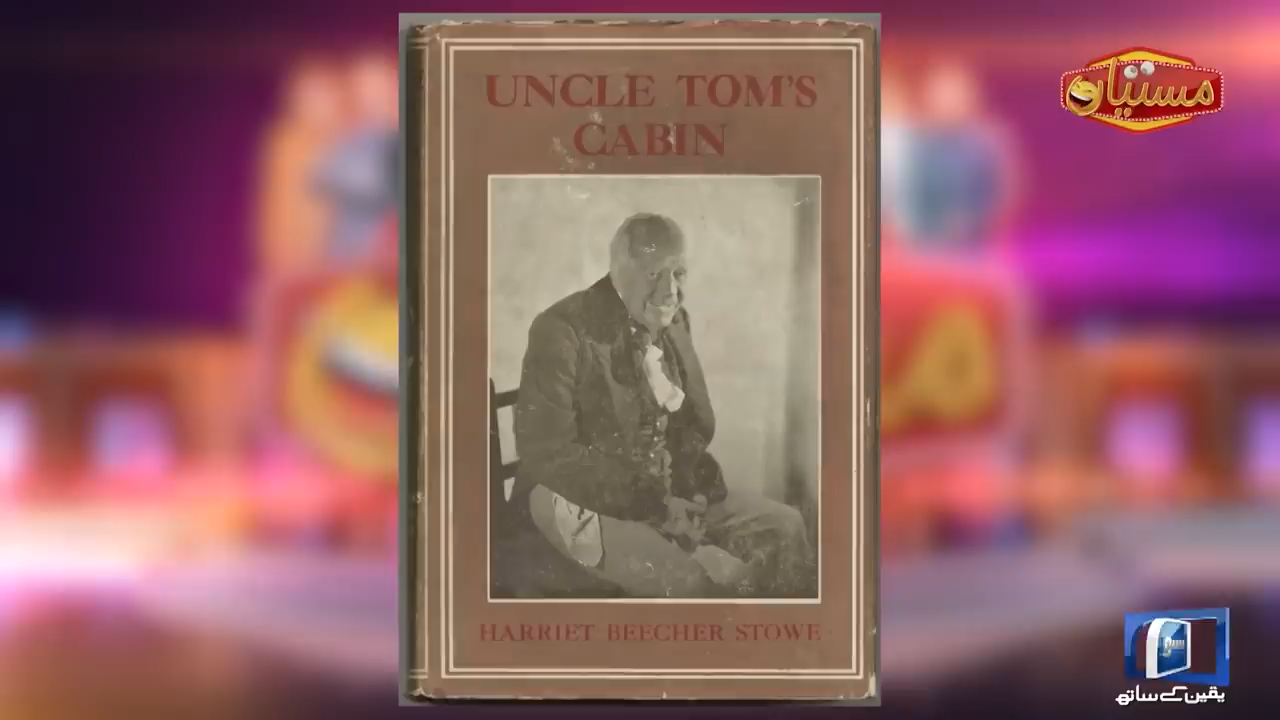 UNCLE TOM'S
CABIN
HARRIET BEECHER STOWE
مستیاں
یقین کے ساتھ